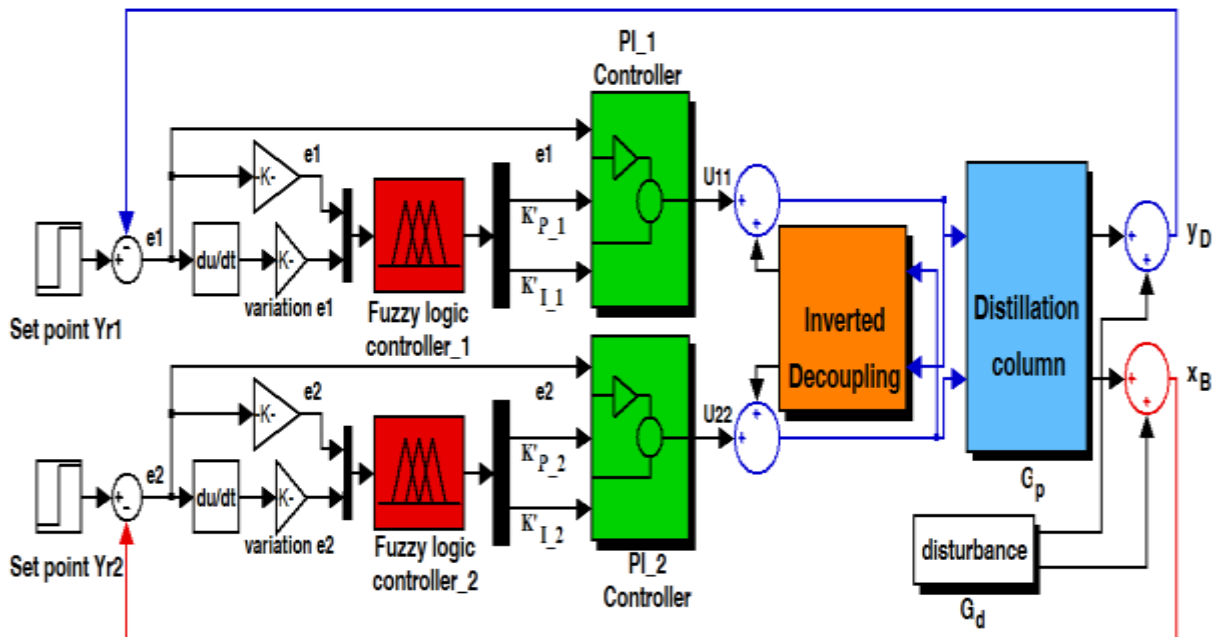 PI_1
Controller
e1
-K-
e1
U11
K'P_1
e1
du/dt
-K-
variation e1
K'I_1
Set point Yr1
Fuzzy logic
controller_1
Inverted
Decoupling
Distillation
column
yD
xB
e2
-K-
e2
U22
K'P_2
e2
du/dt
-K-
variation e2
K'I_2
Set point Yr2
Fuzzy logic
controller_2
PI_2
Controller
Gp
disturbance
Gd